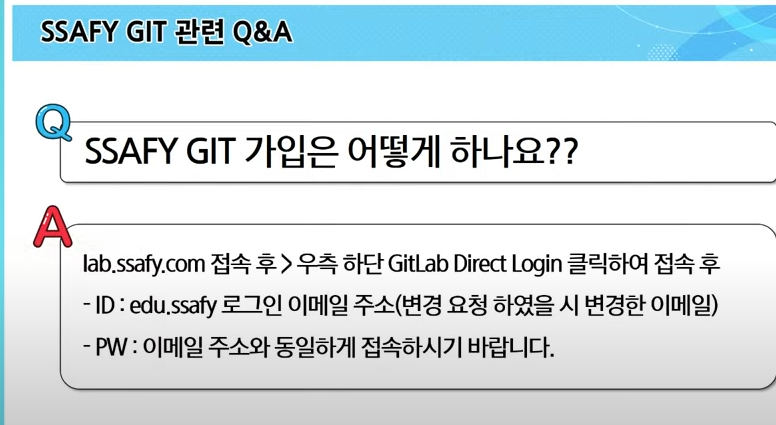 SSAFY GIT 관련 Q&A
Q
SSAFY GIT 가입은 어떻게 하나요??
A
lab.ssafy.com 접속 후 > 우측 하단 GitLab Direct Login 클릭하여 접속 후
- ID : edu.ssafy 로그인 이메일 주소(변경 요청 하였을 시 변경한 이메일)
- PW : 이메일 주소와 동일하게 접속하시기 바랍니다.